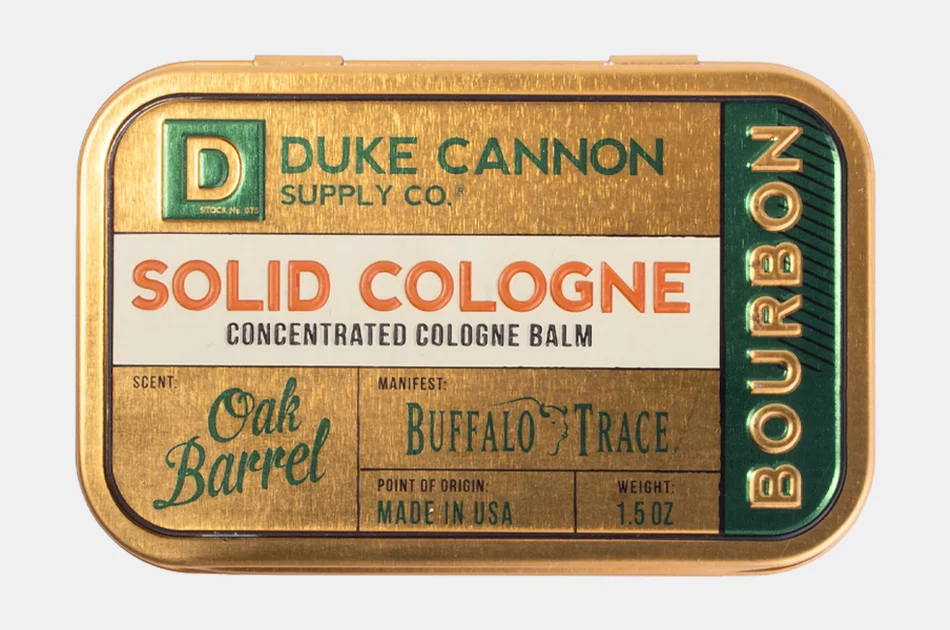 D
STOCK No. 075
DUKE CANNON
SUPPLY CO.®
SOLID COLOGNE
CONCENTRATED COLOGNE BALM
SCENT:
Oak
Barrel
MANIFEST:
BUFFALO TRACE.
POINT OF ORIGIN:
MADE IN USA
WEIGHT:
1.5 OZ
BOURBON